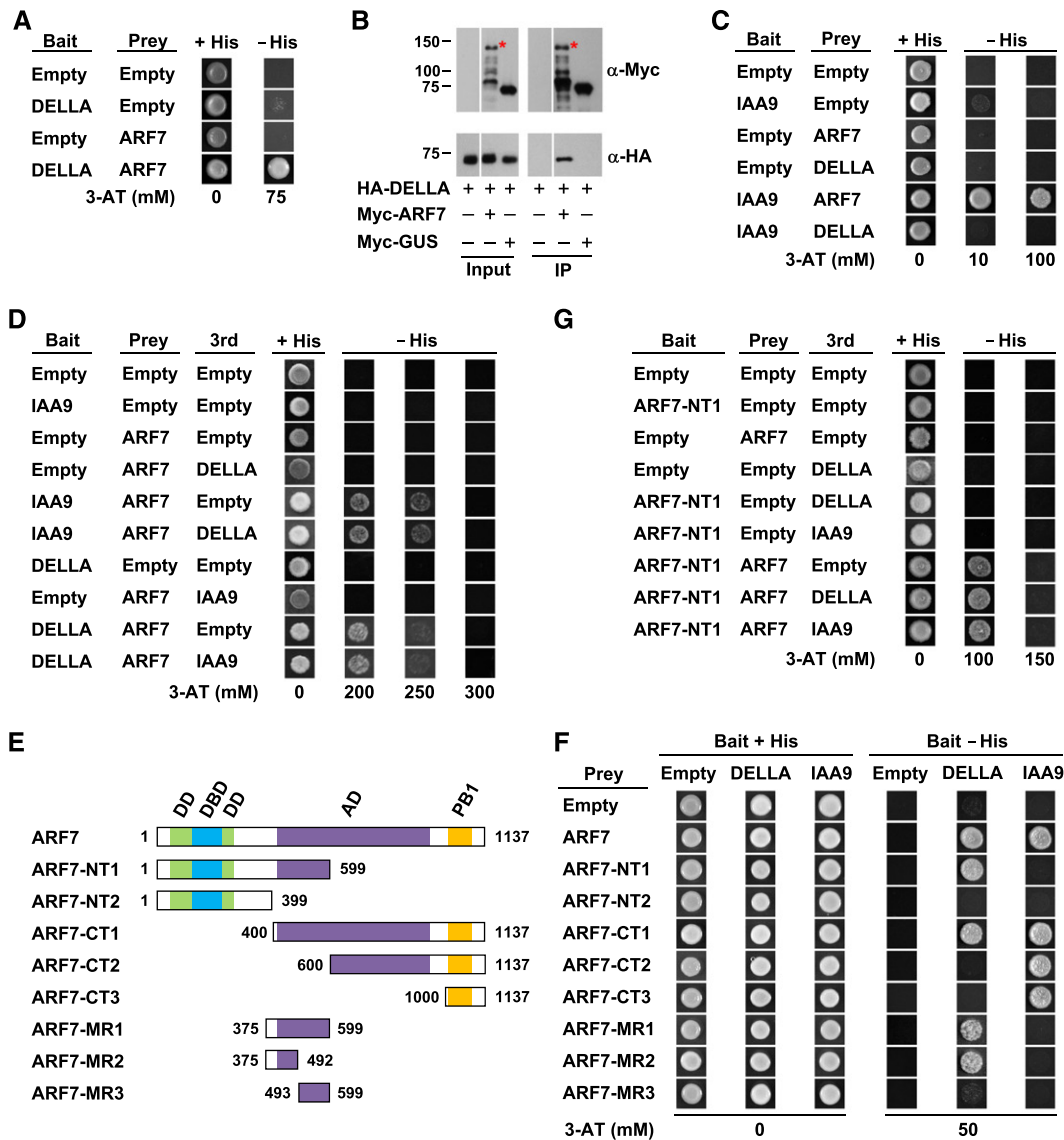 A
Bait Prey + His – His
Empty Empty
DELLA Empty
Empty ARF7
DELLA ARF7
3-AT (mM) 0 75
B
150
100
75
* *
α-Myc
75
α-HA
HA-DELLA + + + + + +
Myc-ARF7 – + – – + –
Myc-GUS – – + – – +
Input IP
C
Bait Prey + His – His
Empty Empty
IAA9 Empty
Empty ARF7
Empty DELLA
IAA9 ARF7
IAA9 DELLA
3-AT (mM) 0 10 100
D
Bait Prey 3rd + His – His
Empty Empty Empty
IAA9 Empty Empty
Empty ARF7 Empty
Empty ARF7 DELLA
IAA9 ARF7 Empty
IAA9 ARF7 DELLA
DELLA Empty Empty
Empty ARF7 IAA9
DELLA ARF7 Empty
DELLA ARF7 IAA9
3-AT (mM) 0 200 250 300
G
Bait Prey 3rd + His – His
Empty Empty Empty
ARF7-NT1 Empty Empty
Empty ARF7 Empty
Empty ARF7 DELLA
ARF7-NT1 Empty DELLA
ARF7-NT1 Empty IAA9
ARF7-NT1 ARF7 Empty
ARF7-NT1 ARF7 DELLA
ARF7-NT1 ARF7 IAA9
3-AT (mM) 0 100 150
E
DD DBD DD AD PB1
ARF7 1 1137
ARF7-NT1 1 599
ARF7-NT2 1 399
ARF7-CT1 400 1137
ARF7-CT2 600 1137
ARF7-CT3 1000 1137
ARF7-MR1 375 599
ARF7-MR2 375 492
ARF7-MR3 493 599
F
Bait + His Bait – His
Prey Empty DELLA IAA9 Empty DELLA IAA9
Empty
ARF7
ARF7-NT1
ARF7-NT2
ARF7-CT1
ARF7-CT2
ARF7-CT3
ARF7-MR1
ARF7-MR2
ARF7-MR3
3-AT (mM) 0 50